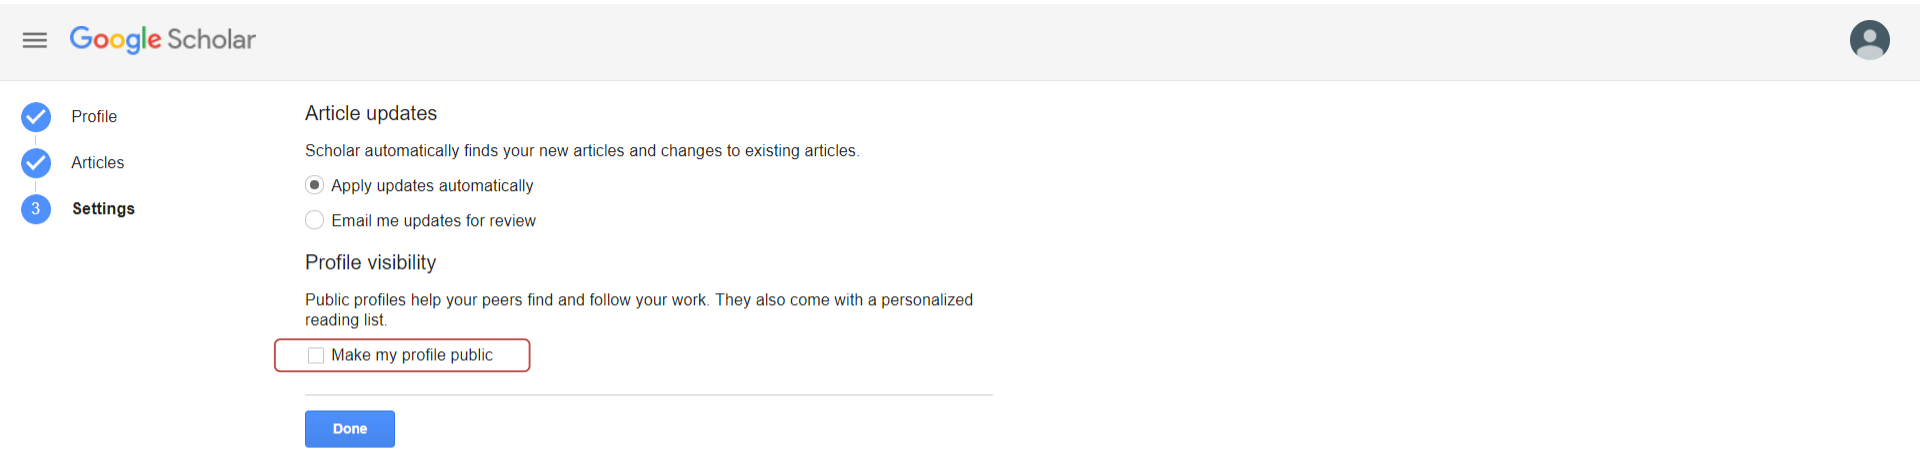 Google Scholar
Profile
Articles
3 Settings
Article updates
Scholar automatically finds your new articles and changes to existing articles.
Apply updates automatically
Email me updates for review
Profile visibility
Public profiles help your peers find and follow your work. They also come with a personalized
reading list.
Make my profile public
Done